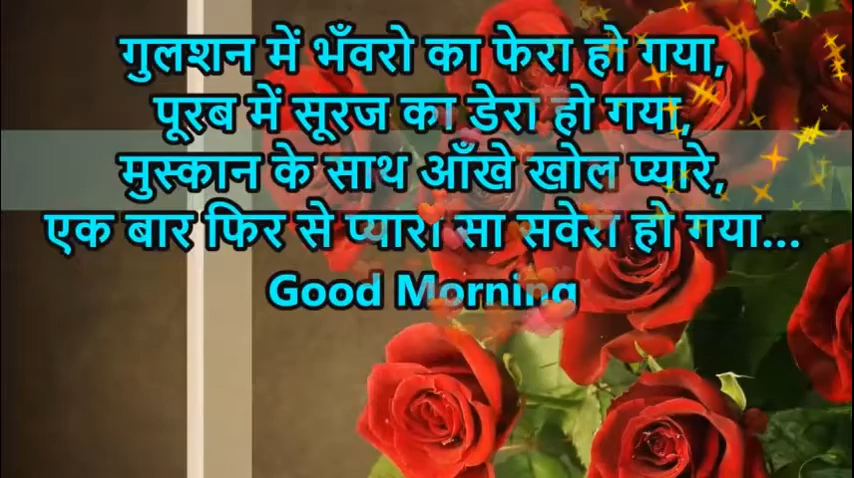 गुलशन में भँवरो का फेरा हो गया,
पूरब में सूरज का डेरा हो गया,
मुस्कान के साथ आँखे खोल प्यारे,
एक बार फिर से प्यारा सा सवेरा हो गया...
Good Morning